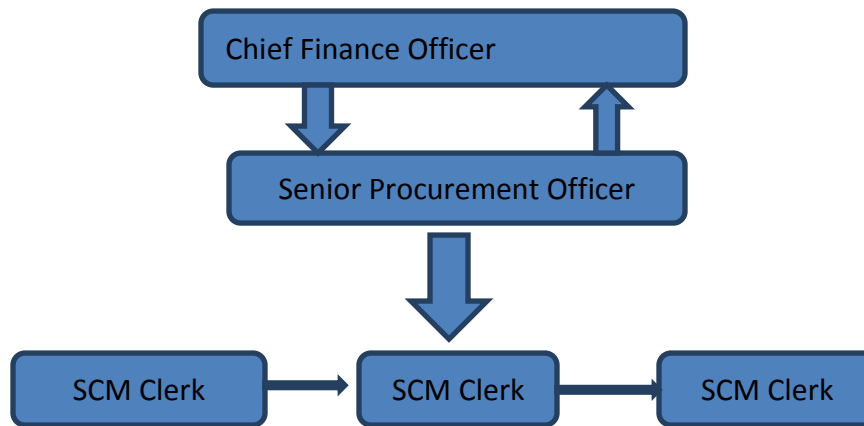 Chief Finance Officer
Senior Procurement Officer
SCM Clerk
SCM Clerk
SCM Clerk